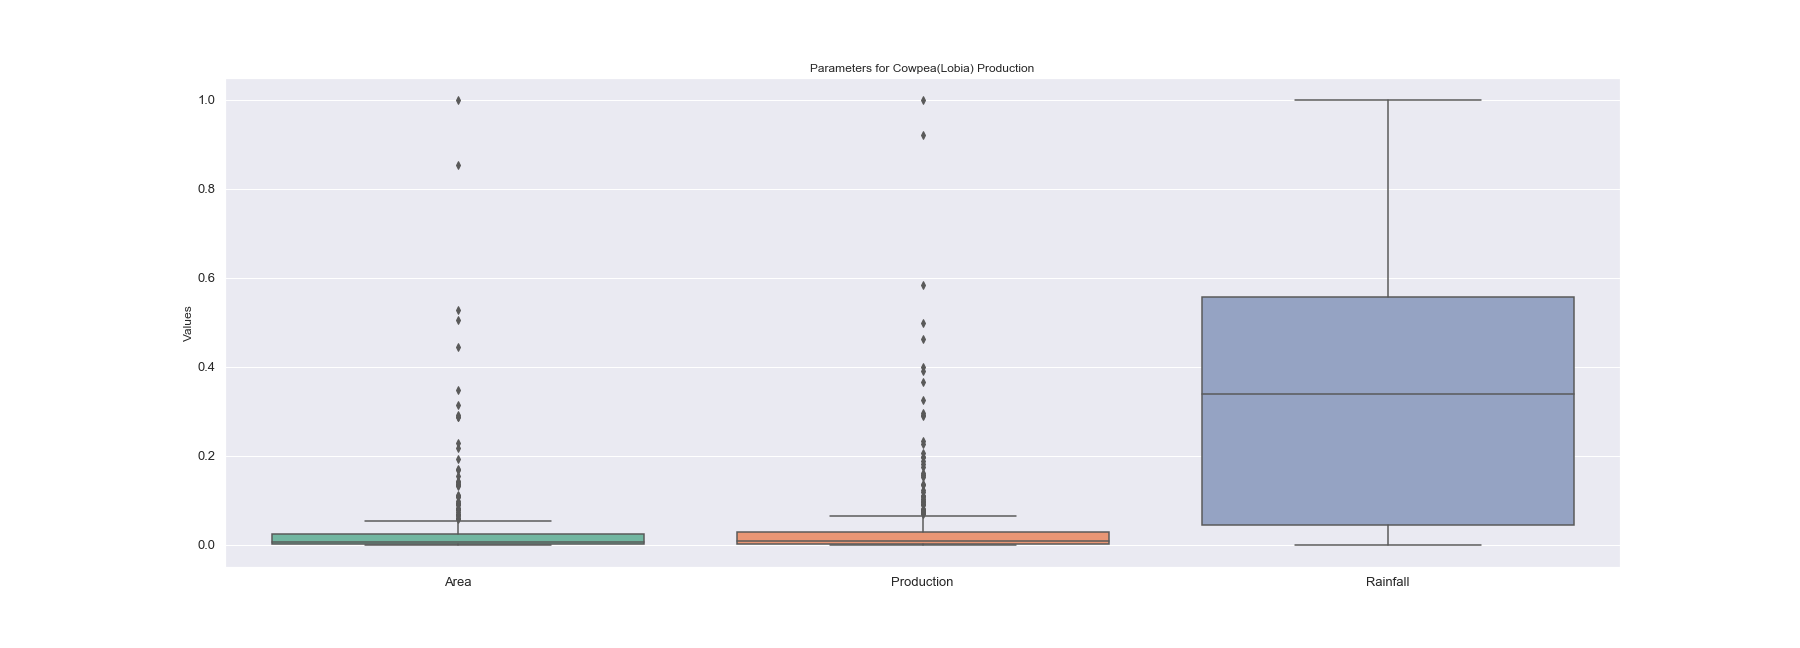 Parameters for Cowpea(Lobia) Production
1.0
0.8
0.6
0.4
0.2
0.0
Values
Area
Production
Rainfall